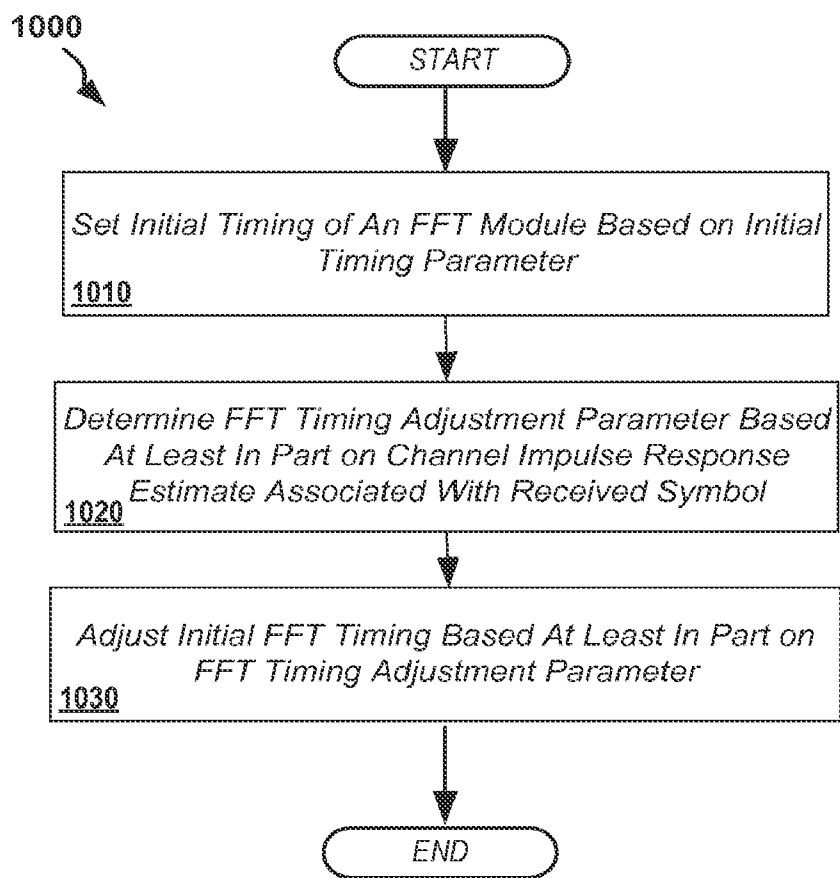 1000
START
Set Initial Timing of An FFT Module Based on Initial
Timing Parameter
1010
Determine FFT Timing Adjustment Parameter Based
At Least In Part on Channel Impulse Response
Estimate Associated With Received Symbol
1020
Adjust Initial FFT Timing Based At Least In Part on
FFT Timing Adjustment Parameter
1030
END